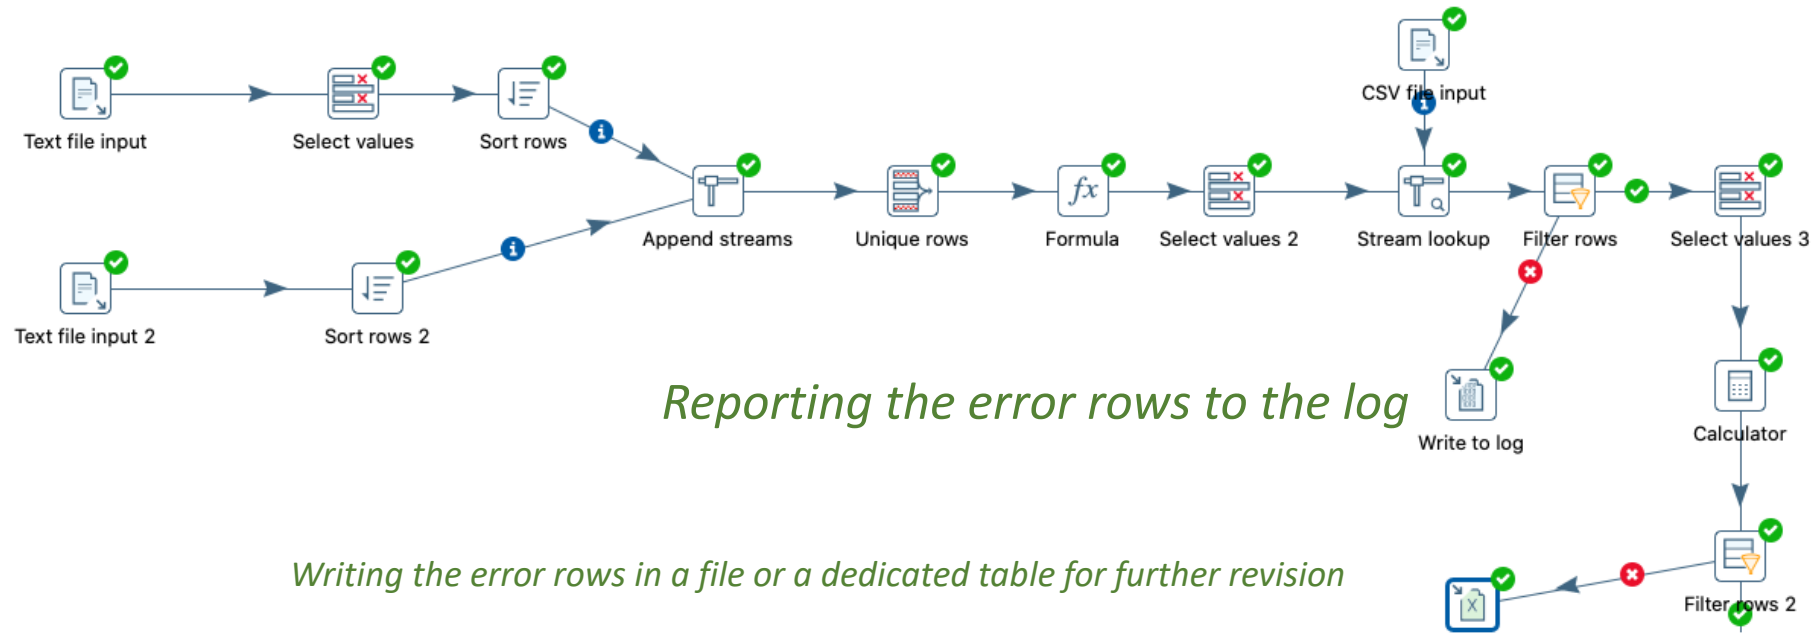 CSV file input
Text file input
Select values
Sort rows
Append streams
Unique rows
Formula
Select values 2
Stream lookup
Filter rows
Select values 3
Text file input 2
Sort rows 2
Reporting the error rows to the log
Write to log
Calculator
Writing the error rows in a file or a dedicated table for further revision
Filter rows 2